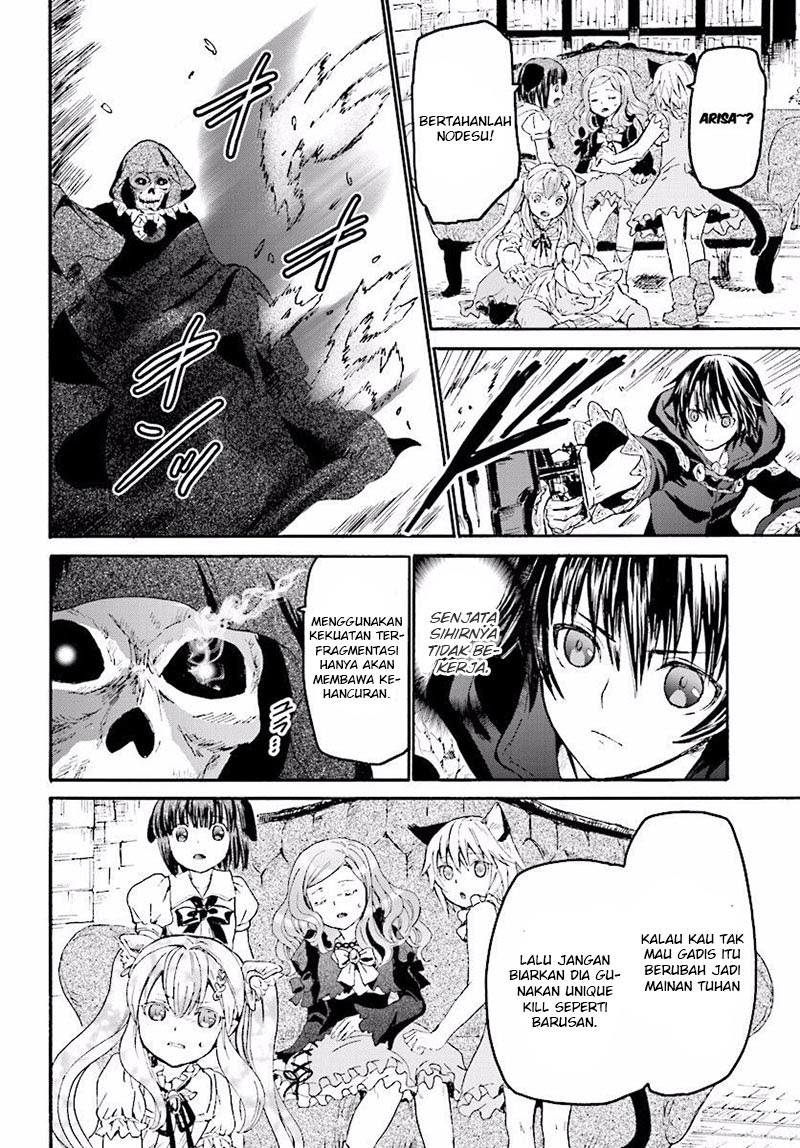 ARISA~?
BERTAHANLAH
NODESU!
SENJATA
SIHIRNYA
TIDAK BE-
KERJA.
MENGGUNAKAN
KEKUATAN TER-
FRAGMENTASI
HANYA AKAN
MEMBAWA KE-
HANCURAN.
KALAU KAU TAK
MAU GADIS ITU
BERUBAH JADI
MAINAN TUHAN
LALU JANGAN
BIARKAN DIA GU-
NAKAN UNIQUE
KILL SEPERTI
BARUSAN.